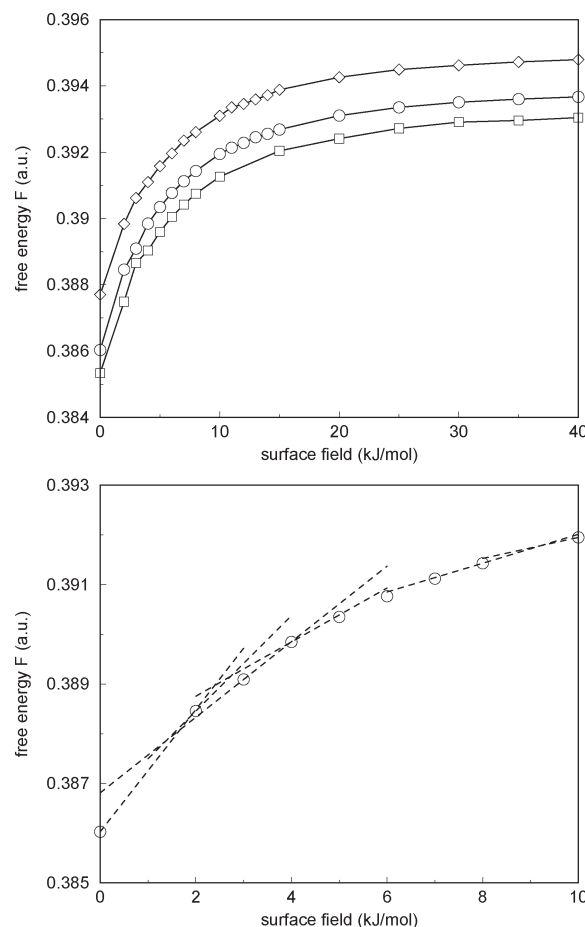 0.396
0.394
0.392
0.39
0.388
0.386
0.384
free energy F (a.u.)
0 10 20 30 40
surface field (kJ/mol)
0.393
0.391
0.389
0.387
0.385
free energy F (a.u.)
0 2 4 6 8 10
surface field (kJ/mol)